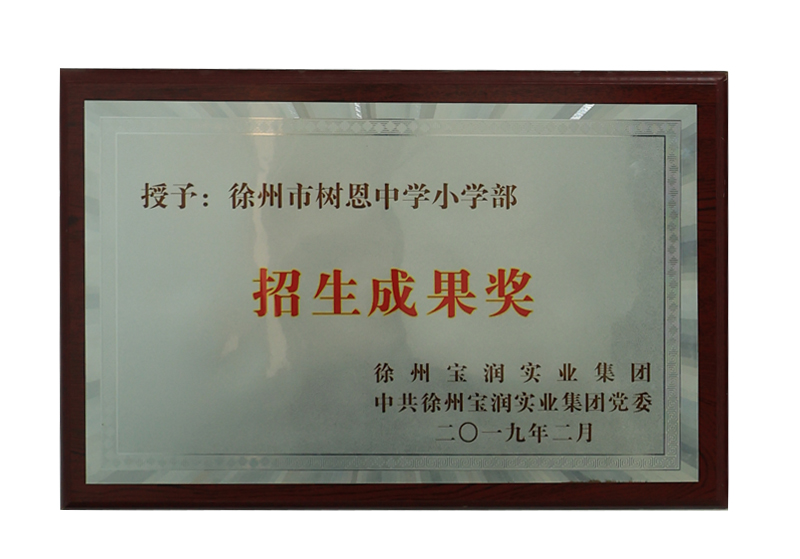 授予：徐州市树恩中学小学部
招生成果奖
徐州宝润实业集团
中共徐州宝润实业集团党委
二〇一九年二月